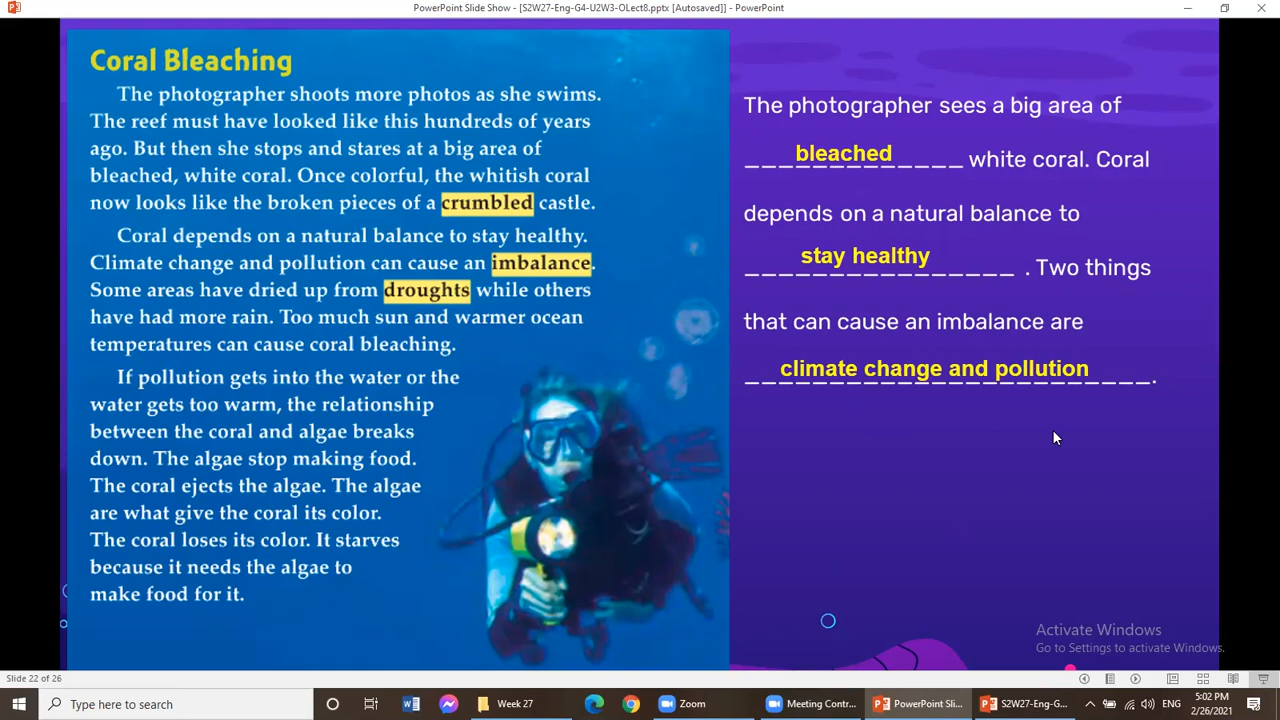 PowerPoint Slide Show - [S2W27-Eng-G4-U2W3-OLect8.pptx [Autosaved]] - PowerPoint
Coral Bleaching
The photographer shoots more photos as she swims.
The reef must have looked like this hundreds of years
ago. But then she stops and stares at a big area of
bleached, white coral. Once colorful, the whitish coral
now looks like the broken pieces of a crumbled castle.
Coral depends on a natural balance to stay healthy.
Climate change and pollution can cause an imbalance.
Some areas have dried up from droughts while others
have had more rain. Too much sun and warmer ocean
temperatures can cause coral bleaching.
If pollution gets into the water or the
water gets too warm, the relationship
between the coral and algae breaks
down. The algae stop making food.
The coral ejects the algae. The algae
are what give the coral its color.
The coral loses its color. It starves
because it needs the algae to
make food for it.
The photographer sees a big area of
bleached white coral. Coral
depends on a natural balance to
stay healthy . Two things
that can cause an imbalance are
climate change and pollution.
Activate Windows
Go to Settings to activate Windows.
Slide 22 of 26
Type here to search
Week 27
Zoom
Meeting Contr...
PowerPoint Sli...
S2W27-Eng-G...
ENG
5:02 PM
2/26/2021